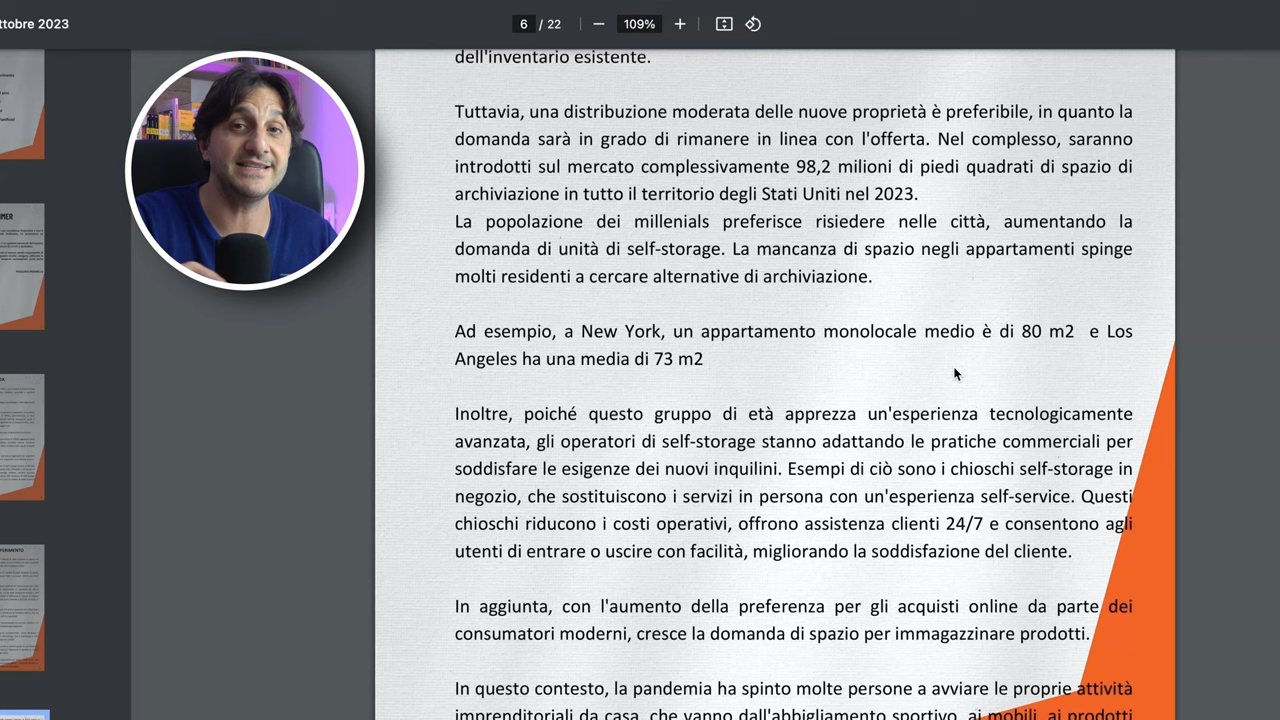 ttobre 2023
6 / 22
109%
dell'inventario esistente.
Tuttavia, una distribuzione moderata delle nuove proprietà è preferibile, in quanto la
domanda sarà in grado di rimanere in linea con l'offerta. Nel complesso, saranno
introdotti sul mercato complessivamente 98,2 milioni di piedi quadrati di spazio di
archiviazione in tutto il territorio degli Stati Uniti nel 2023.
La popolazione dei millenials preferisce risiedere nelle città, aumentando la
domanda di unità di self-storage. La mancanza di spazio negli appartamenti spinge
molti residenti a cercare alternative di archiviazione.
Ad esempio, a New York, un appartamento monolocale medio è di 80 m2 e Los
Angeles ha una media di 73 m2
Inoltre, poiché questo gruppo di età apprezza un'esperienza tecnologicamente
avanzata, gli operatori di self-storage stanno adattando le pratiche commerciali per
soddisfare le esigenze dei nuovi inquilini. Esempi di ciò sono i chioschi self-storage in
negozio, che sostituiscono i servizi in persona con un'esperienza self-service. Questi
chioschi riducono i costi operativi, offrono assistenza clienti 24/7 e consentono agli
utenti di entrare o uscire con facilità, migliorando la soddisfazione del cliente.
In aggiunta, con l'aumento della preferenza per gli acquisti online da parte dei
consumatori moderni, cresce la domanda di spazio per immagazzinare prodotti.
In questo contesto, la pandemia ha spinto molte persone a avviare le proprie attività
imprenditoriali da casa, che vanno dall'abbigliamento sportivo, ai mobili, ai prodotti